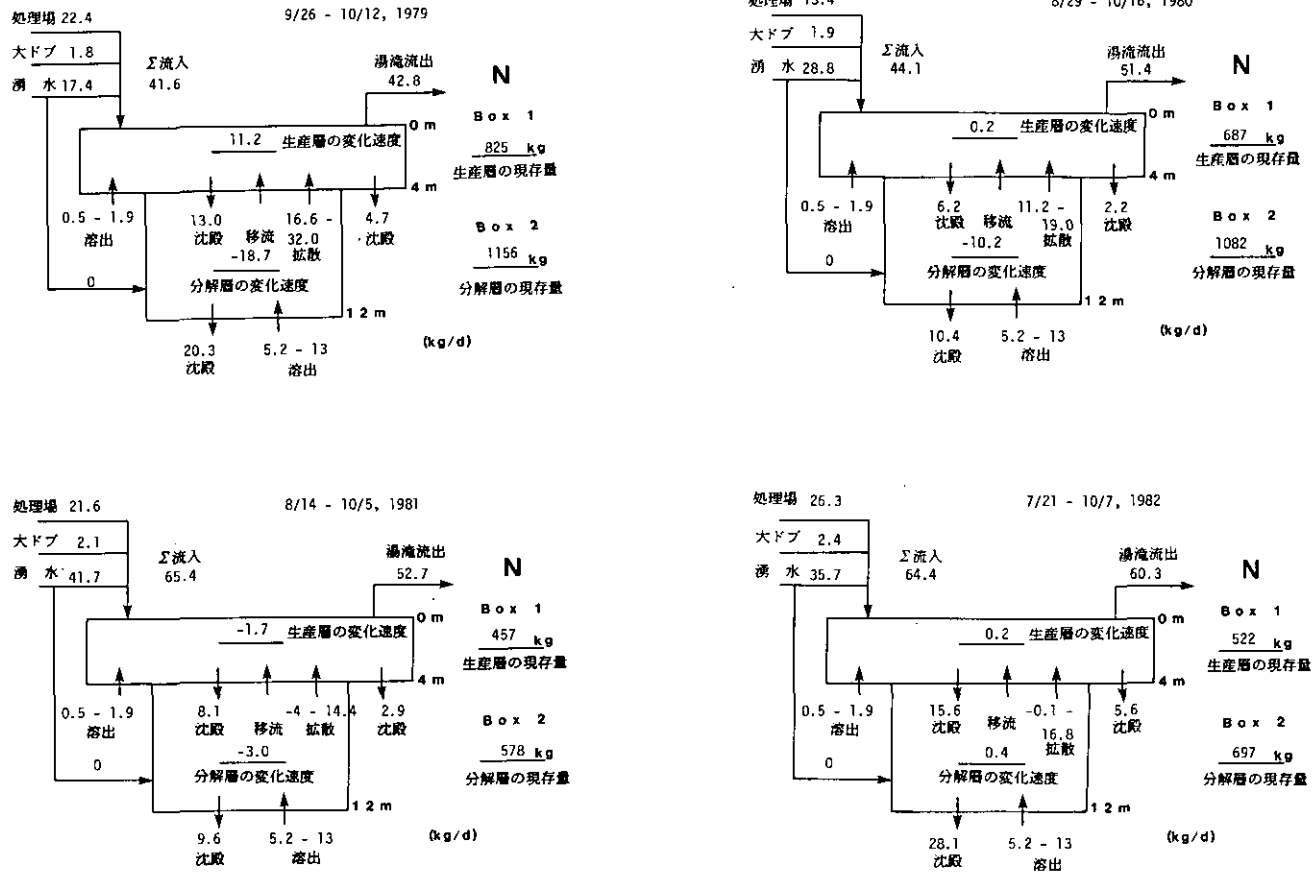 処理場 22.4
9/26 - 10/12, 1979
大ドブ 1.8
Σ流入
41.6
湧 水 17.4
湯滝流出
42.8
N
Box 1
825 kg
生産層の現存量
0 m
11.2 生産層の変化速度
4 m
0.5 - 1.9
溶出
13.0
沈殿
移流
16.6 -
32.0
拡散
4.7
沈殿
Box 2
1156 kg
分解層の現存量
-18.7
分解層の変化速度
0
12 m
20.3
沈殿
5.2 - 13
溶出
(kg/d)
処理場 13.4
8/29 - 10/16, 1980
大ドブ 1.9
Σ流入
44.1
湧 水 28.8
湯滝流出
51.4
N
Box 1
687 kg
生産層の現存量
0 m
0.2 生産層の変化速度
4 m
0.5 - 1.9
溶出
6.2
沈殿
移流
11.2 -
19.0
拡散
2.2
沈殿
Box 2
1082 kg
分解層の現存量
-10.2
分解層の変化速度
0
12 m
10.4
沈殿
5.2 - 13
溶出
(kg/d)
処理場 21.6
8/14 - 10/5, 1981
大ドブ 2.1
Σ流入
65.4
湧 水 41.7
湯滝流出
52.7
N
Box 1
457 kg
生産層の現存量
0 m
-1.7 生産層の変化速度
4 m
0.5 - 1.9
溶出
8.1
沈殿
移流
-4 - 14.4
拡散
2.9
沈殿
Box 2
578 kg
分解層の現存量
-3.0
分解層の変化速度
0
12 m
9.6
沈殿
5.2 - 13
溶出
(kg/d)
処理場 26.3
7/21 - 10/7, 1982
大ドブ 2.4
Σ流入
64.4
湧 水 35.7
湯滝流出
60.3
N
Box 1
522 kg
生産層の現存量
0 m
0.2 生産層の変化速度
4 m
0.5 - 1.9
溶出
15.6
沈殿
移流
-0.1 -
16.8
拡散
5.6
沈殿
Box 2
697 kg
分解層の現存量
0.4
分解層の変化速度
0
12 m
28.1
沈殿
5.2 - 13
溶出
(kg/d)